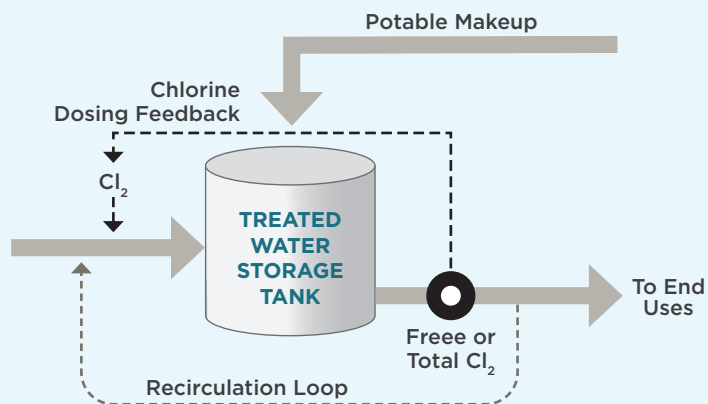 Potable Makeup
Chlorine
Dosing Feedback
Cl₂
TREATED
WATER
STORAGE
TANK
To End
Uses
Freee or
Total Cl₂
Recirculation Loop